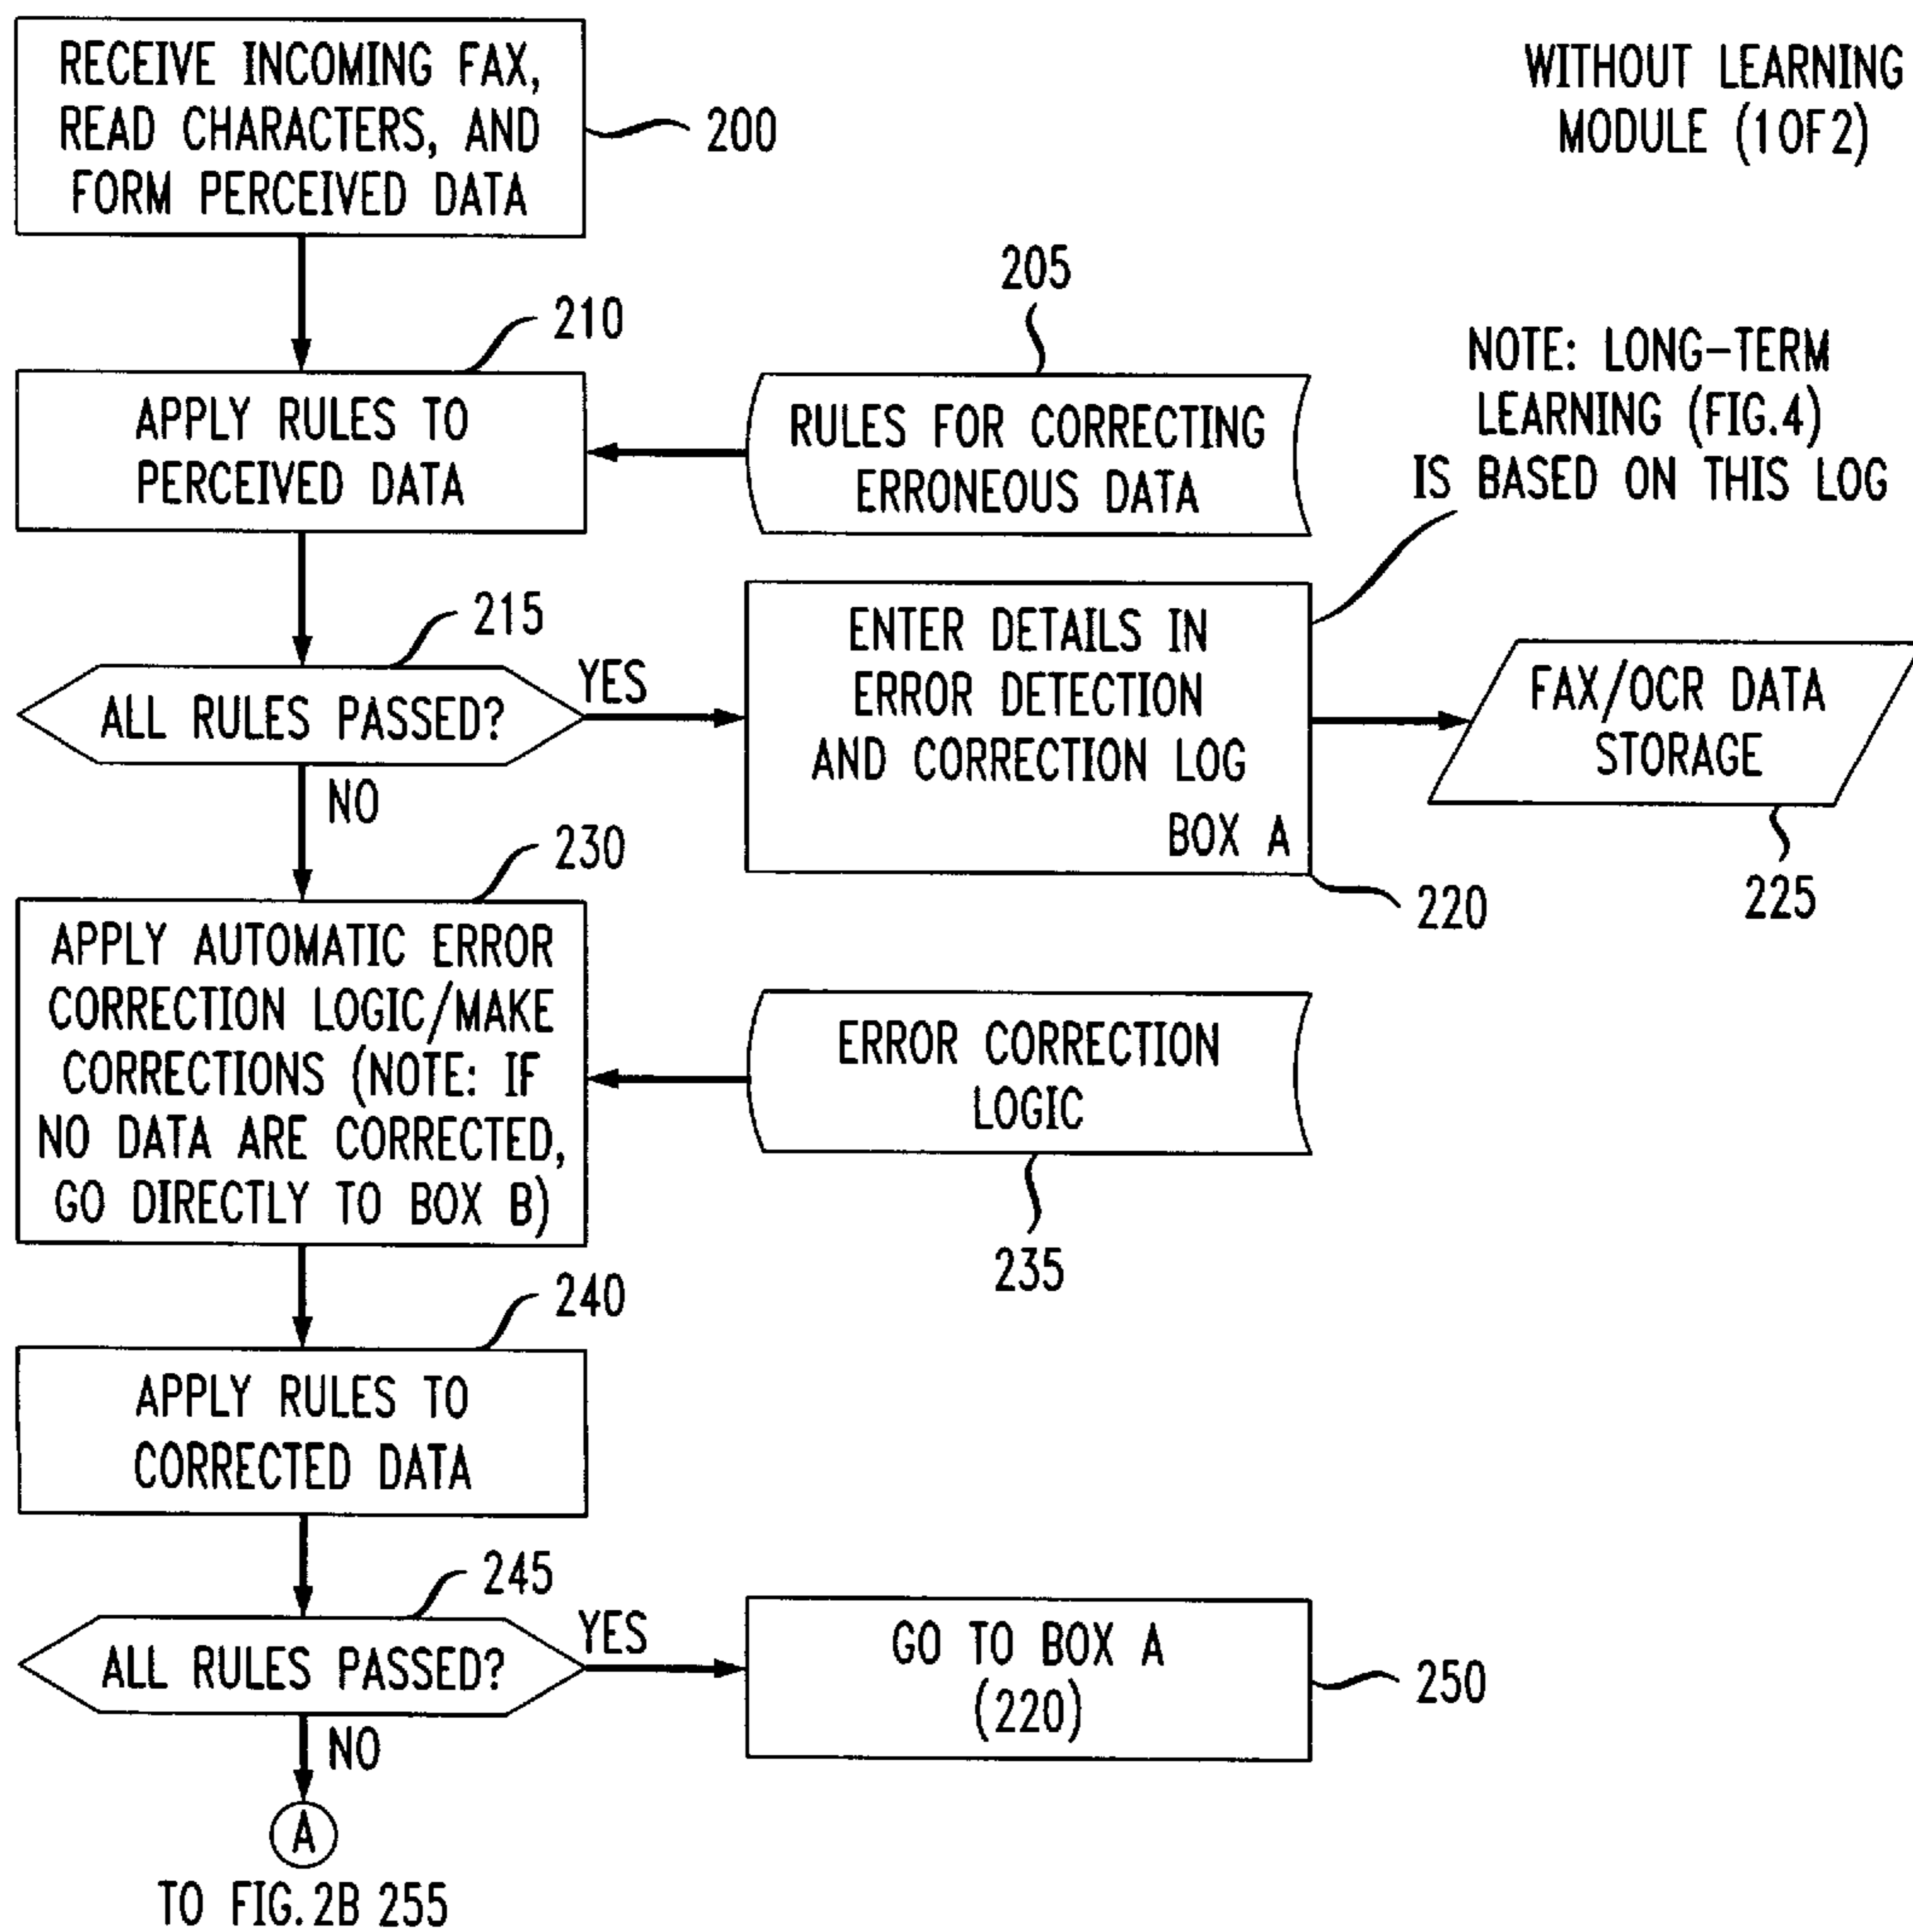 RECEIVE INCOMING FAX,
READ CHARACTERS, AND
FORM PERCEIVED DATA
200
WITHOUT LEARNING
MODULE (1OF2)
210
APPLY RULES TO
PERCEIVED DATA
205
RULES FOR CORRECTING
ERRONEOUS DATA
NOTE: LONG-TERM
LEARNING (FIG.4)
IS BASED ON THIS LOG
215
ALL RULES PASSED?
YES
NO
ENTER DETAILS IN
ERROR DETECTION
AND CORRECTION LOG
BOX A
220
FAX/OCR DATA
STORAGE
225
230
APPLY AUTOMATIC ERROR
CORRECTION LOGIC/MAKE
CORRECTIONS (NOTE: IF
NO DATA ARE CORRECTED,
GO DIRECTLY TO BOX B)
ERROR CORRECTION
LOGIC
235
240
APPLY RULES TO
CORRECTED DATA
245
ALL RULES PASSED?
YES
NO
GO TO BOX A
(220)
250
A
TO FIG.2B 255